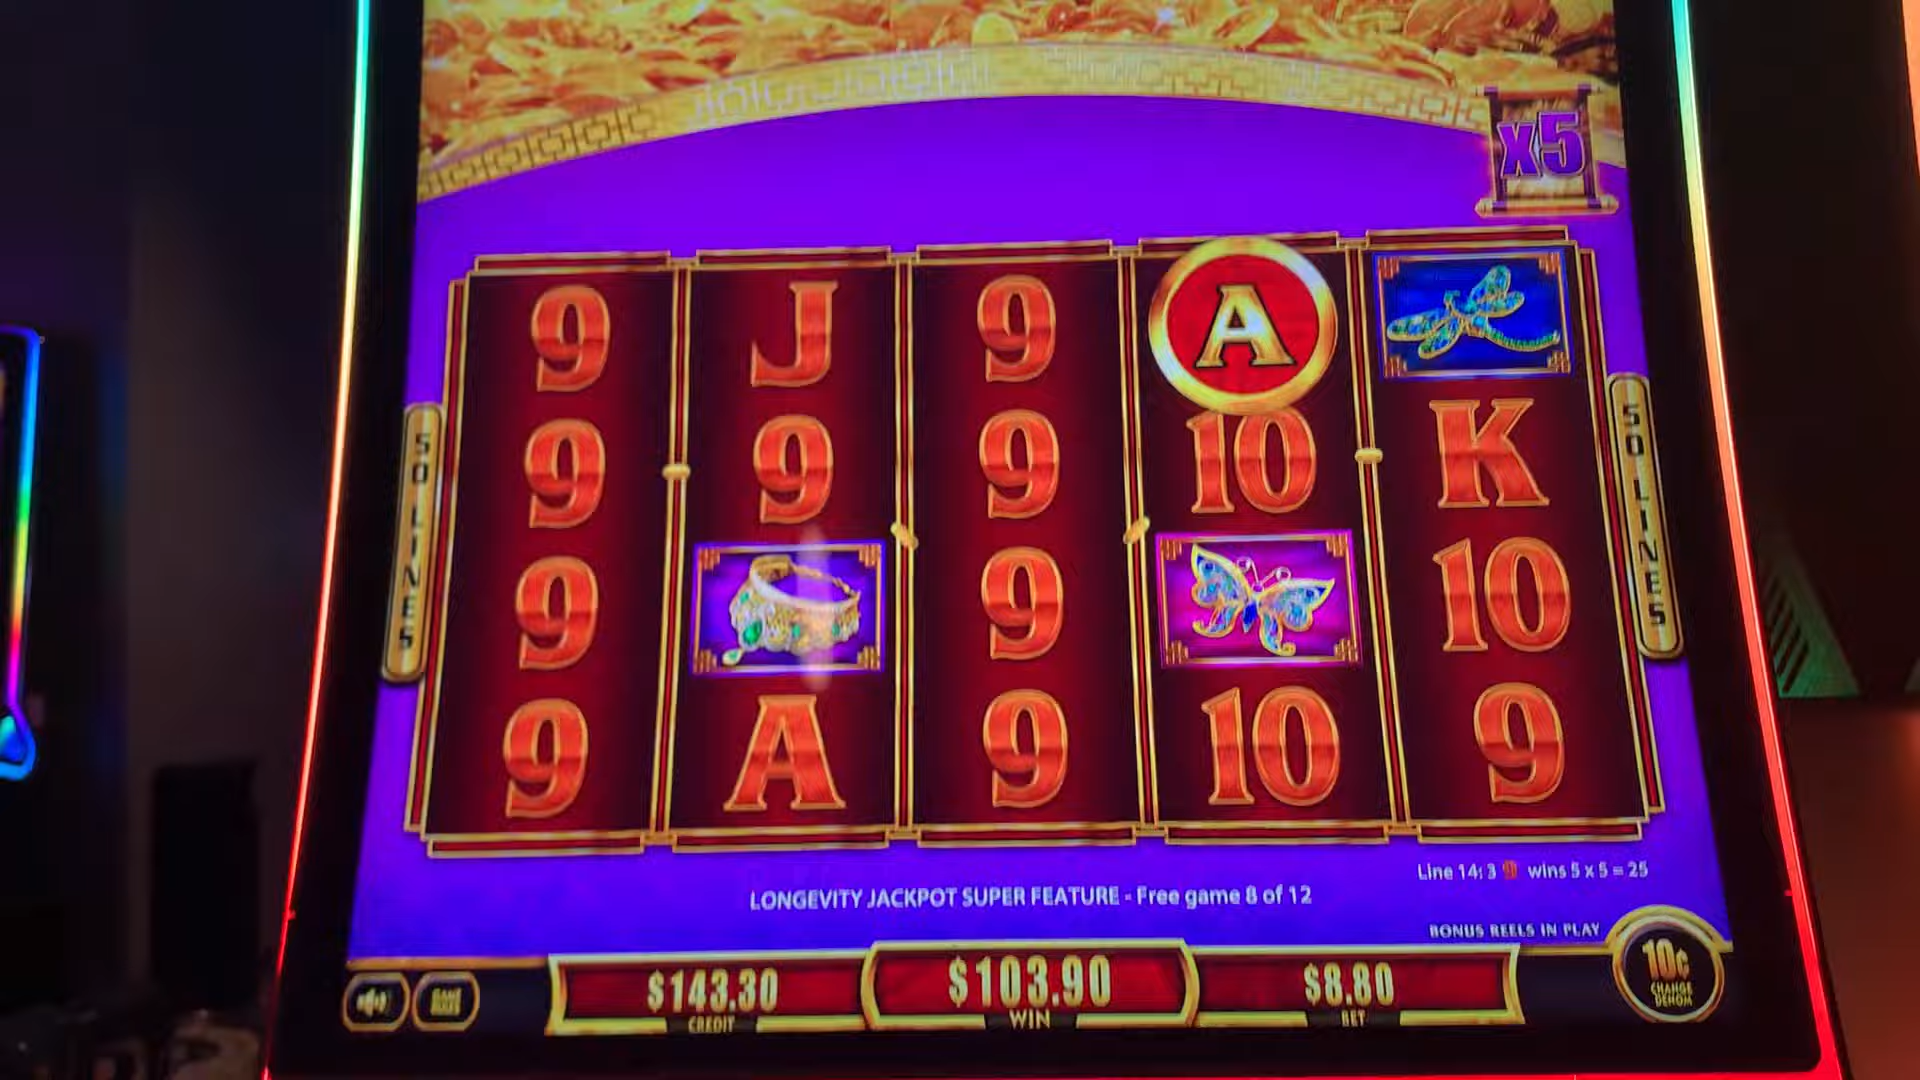 x5
9 J 9 A
9 9 9 10 K
9 9 10
9 A 9 10 9
50 LINES
50 LINES
Line 14: 3 9 wins 5 x 5 = 25
LONGEVITY JACKPOT SUPER FEATURE - Free game 8 of 12
BONUS REELS IN PLAY
$143.30
CREDIT
$103.90
WIN
$8.80
BET
10¢
CHANGE
DENOM